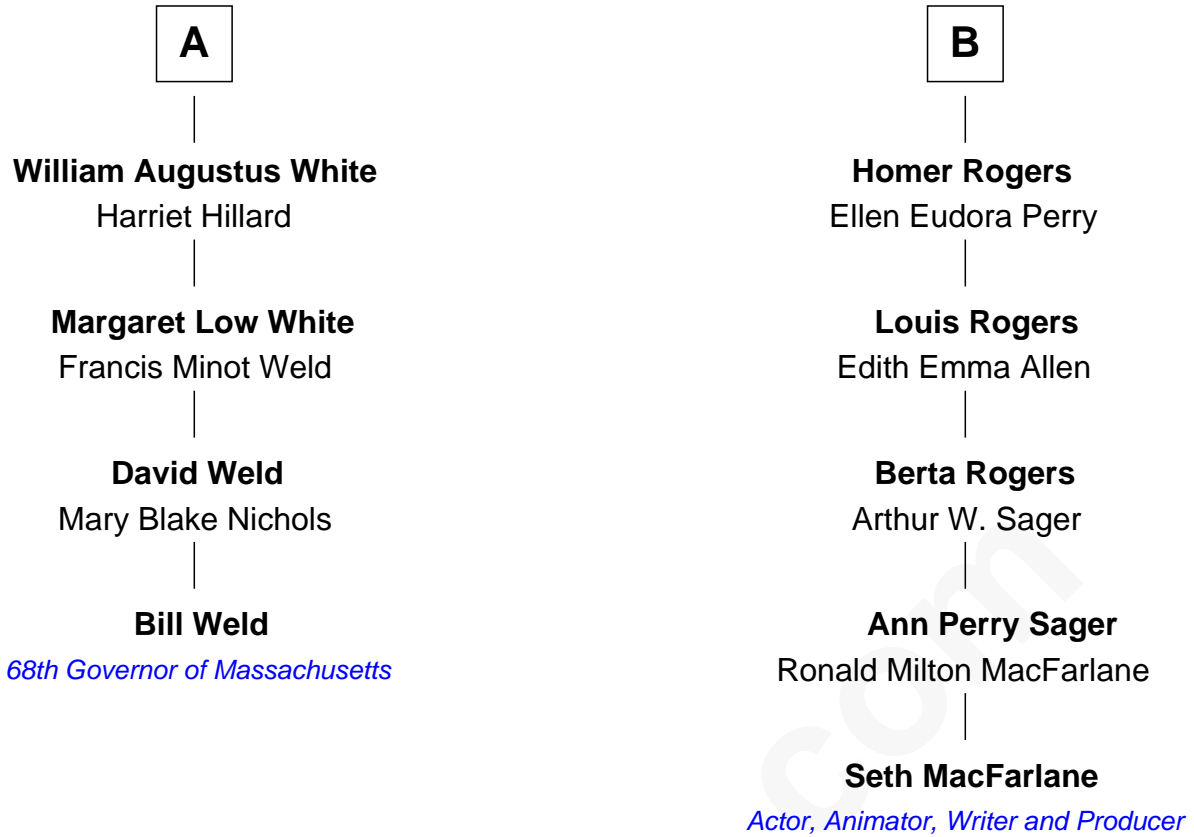 A
William Augustus White
Harriet Hillard
Margaret Low White
Francis Minot Weld
David Weld
Mary Blake Nichols
Bill Weld
68th Governor of Massachusetts
B
Homer Rogers
Ellen Eudora Perry
Louis Rogers
Edith Emma Allen
Berta Rogers
Arthur W. Sager
Ann Perry Sager
Ronald Milton MacFarlane
Seth MacFarlane
Actor, Animator, Writer and Producer
com